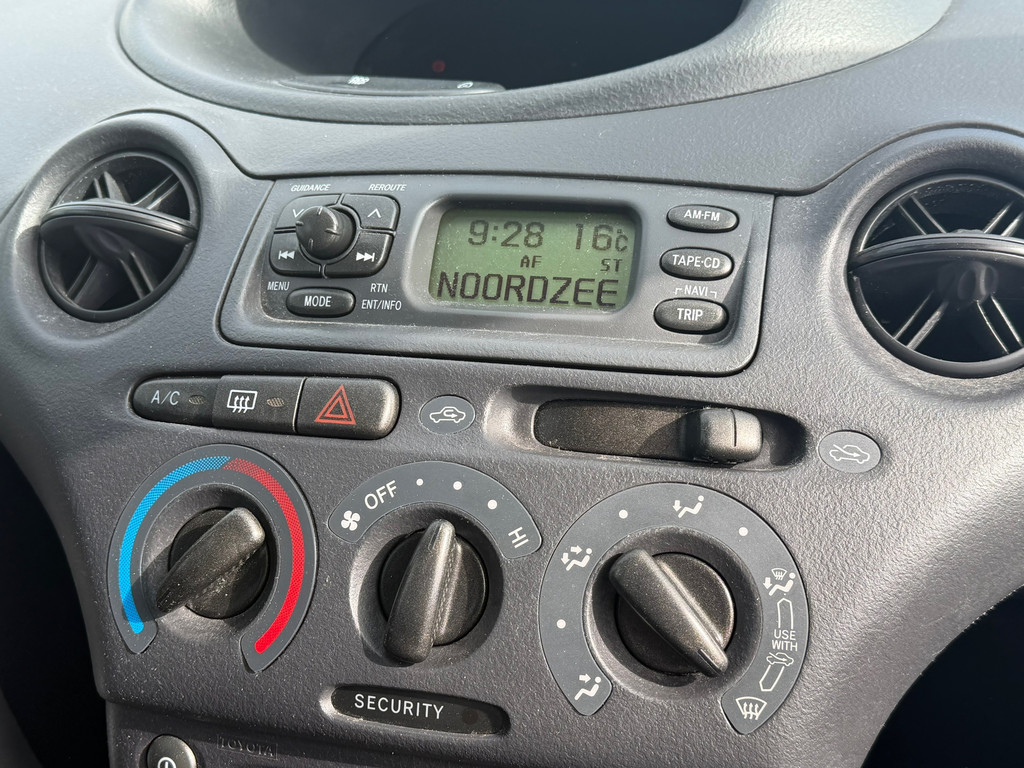 GUIDANCE
REROUTE
MENU
MODE
RTN
ENT/INFO
9:28 16°C
AF ST
NOORDZEE
AM·FM
TAPE·CD
NAVI
TRIP
A/C
OFF
HI
USE
WITH
SECURITY
TOYOTA